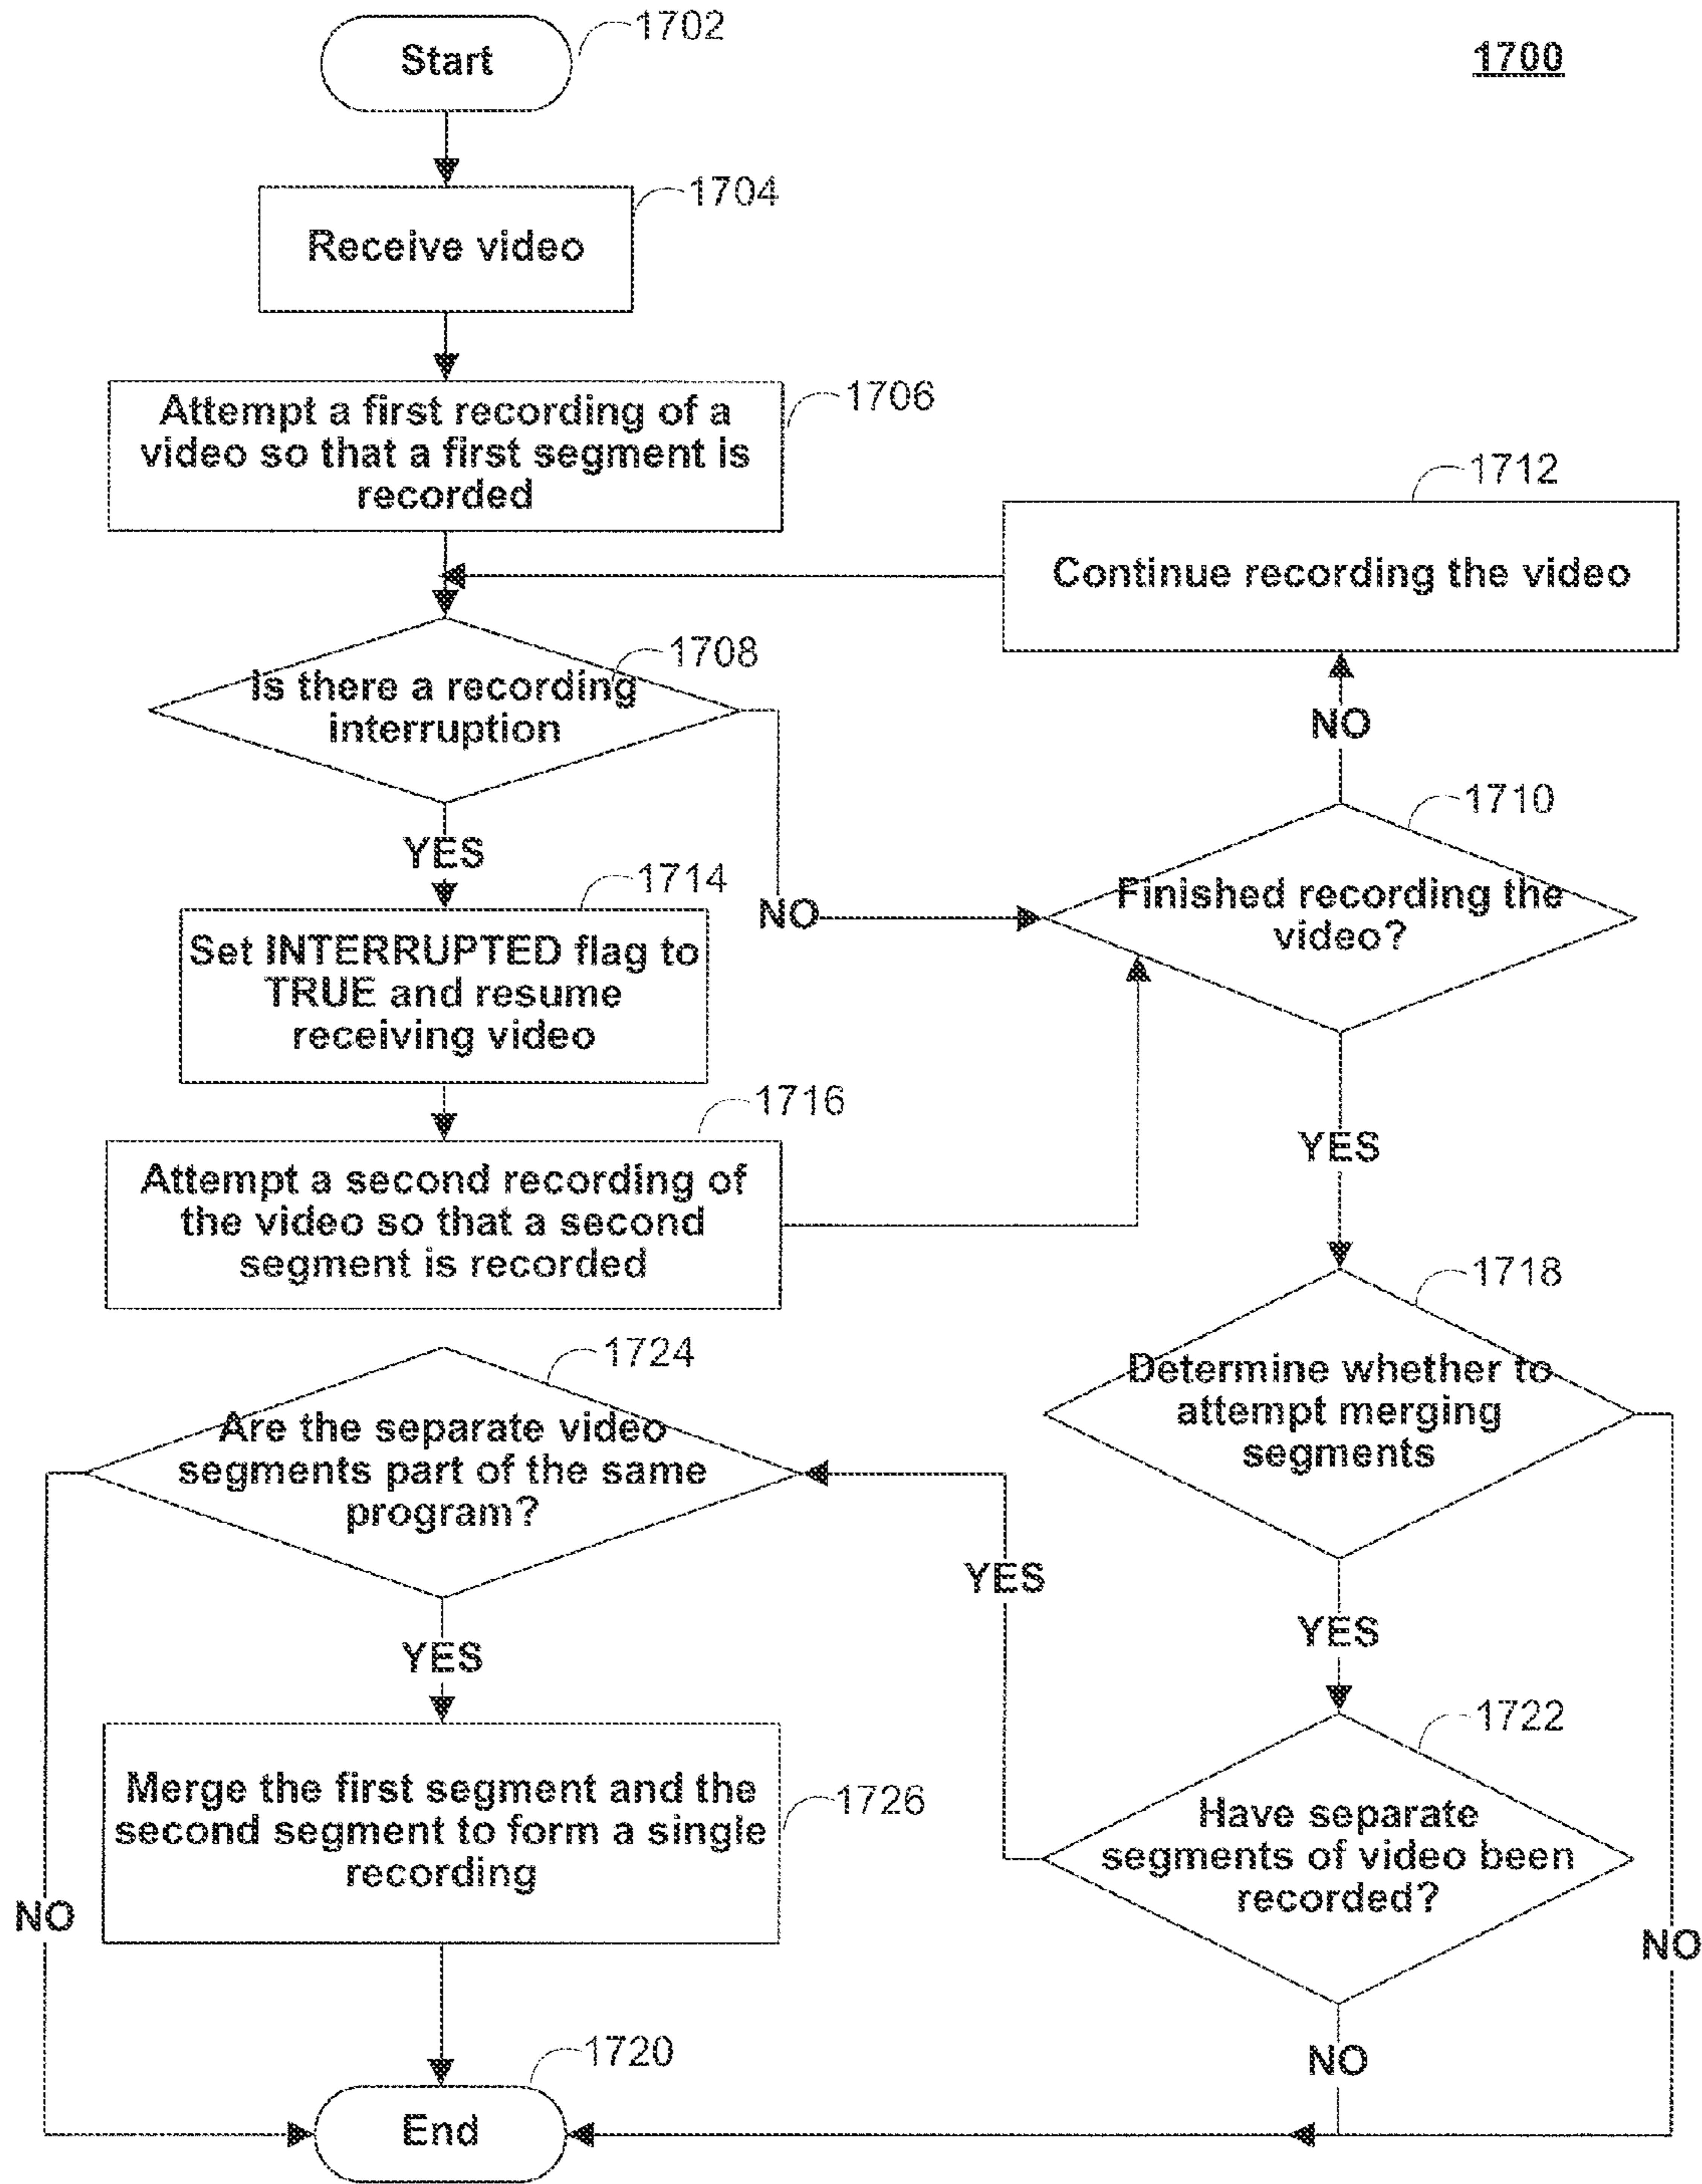 1702
Start
1700
1704
Receive video
1706
Attempt a first recording of a
video so that a first segment is
recorded
1712
Continue recording the video
1708
Is there a recording
interruption
NO
1710
YES
Finished recording the
video?
1714
NO
Set INTERRUPTED flag to
TRUE and resume
receiving video
1716
YES
Attempt a second recording of
the video so that a second
segment is recorded
1718
1724
Determine whether to
attempt merging
segments
Are the separate video
segments part of the same
program?
YES
YES
YES
1722
Merge the first segment and the
second segment to form a single
recording
1726
Have separate
segments of video been
recorded?
NO
NO
1720
NO
End